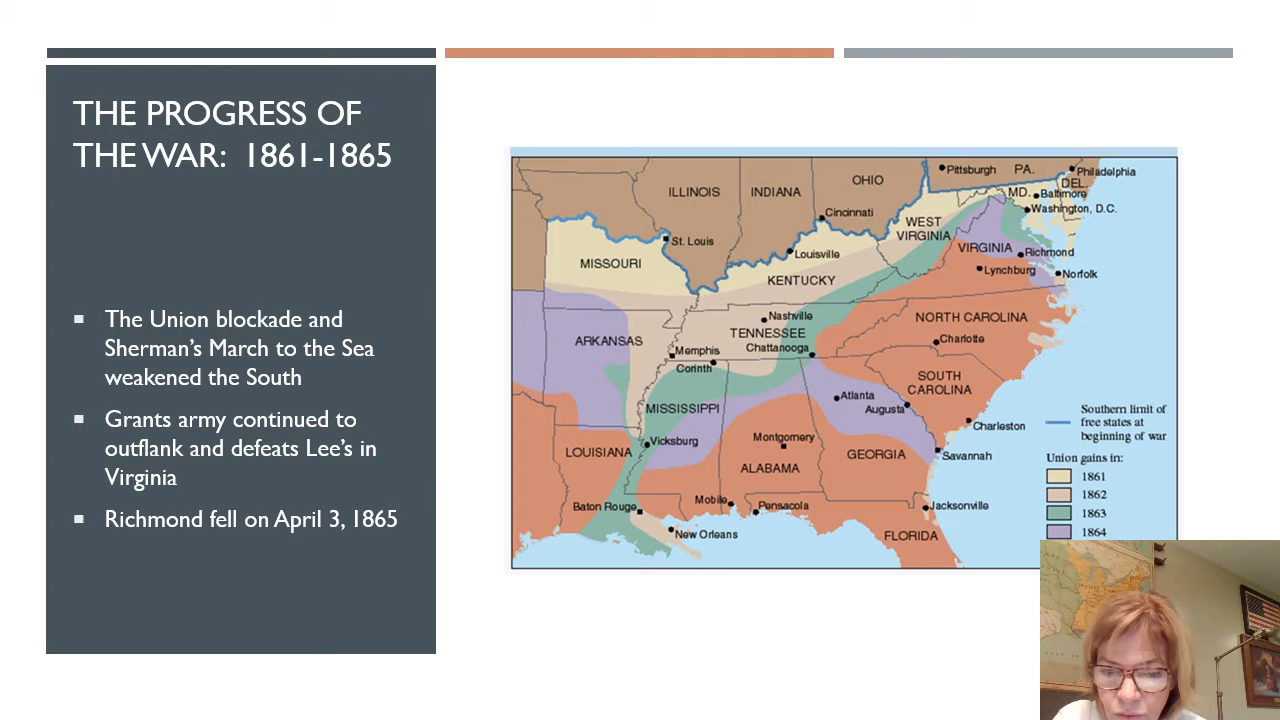 THE PROGRESS OF
THE WAR:  1861-1865
The Union blockade and
Sherman's March to the Sea
weakened the South
Grants army continued to
outflank and defeats Lee's in
Virginia
Richmond fell on April 3, 1865
Pittsburgh
PA.
Philadelphia
ILLINOIS
INDIANA
OHIO
DEL.
MD.
Baltimore
Washington, D.C.
Cincinnati
WEST
VIRGINIA
St. Louis
Louisville
VIRGINIA
Richmond
MISSOURI
Lynchburg
Norfolk
KENTUCKY
Nashville
NORTH CAROLINA
TENNESSEE
ARKANSAS
Memphis
Chattanooga
Charlotte
Corinth
SOUTH
CAROLINA
Atlanta
Augusta
MISSISSIPPI
Charleston
Southern limit of
free states at
beginning of war
Vicksburg
Montgomery
LOUISIANA
ALABAMA
GEORGIA
Savannah
Union gains in:
1861
1862
1863
1864
Baton Rouge
Mobile
Pensacola
Jacksonville
New Orleans
FLORIDA